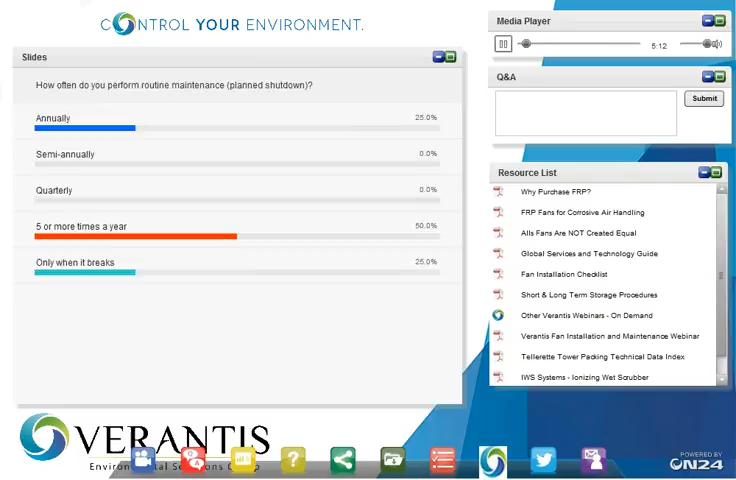 CONTROL YOUR ENVIRONMENT.
Slides
How often do you perform routine maintenance (planned shutdown)?
Annually 25.0%
Semi-annually 0.0%
Quarterly 0.0%
5 or more times a year 50.0%
Only when it breaks 25.0%
Media Player
5:12
Q&A
Submit
Resource List
Why Purchase FRP?
FRP Fans for Corrosive Air Handling
Alls Fans Are NOT Created Equal
Global Services and Technology Guide
Fan Installation Checklist
Short & Long Term Storage Procedures
Other Verantis Webinars - On Demand
Verantis Fan Installation and Maintenance Webinar
Tellerette Tower Packing Technical Data Index
IWS Systems - Ionizing Wet Scrubber
VERANTIS
Q A
?
POWERED BY
ON24